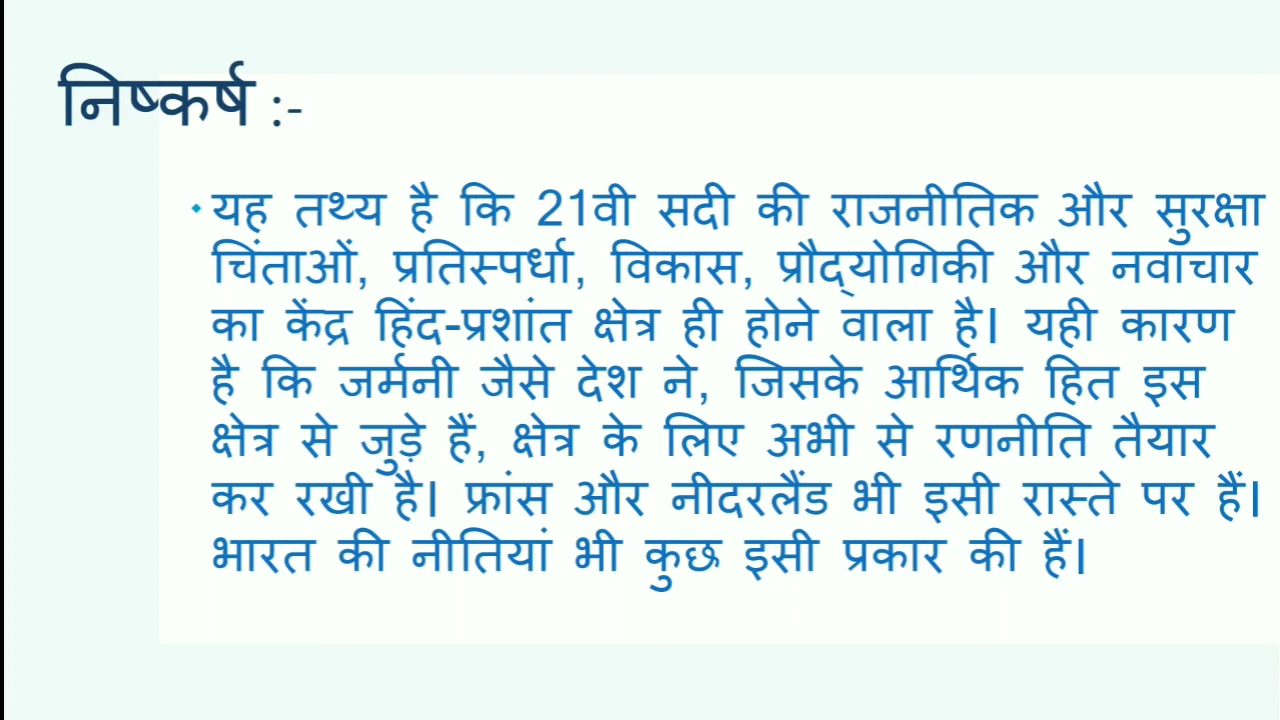 निष्कर्ष :-
यह तथ्य है कि 21वी सदी की राजनीतिक और सुरक्षा
चिंताओं, प्रतिस्पर्धा, विकास, प्रौद्योगिकी और नवाचार
का केंद्र हिंद-प्रशांत क्षेत्र ही होने वाला है। यही कारण
है कि जर्मनी जैसे देश ने, जिसके आर्थिक हित इस
क्षेत्र से जुड़े हैं, क्षेत्र के लिए अभी से रणनीति तैयार
कर रखी है। फ्रांस और नीदरलैंड भी इसी रास्ते पर हैं।
भारत की नीतियां भी कुछ इसी प्रकार की हैं।